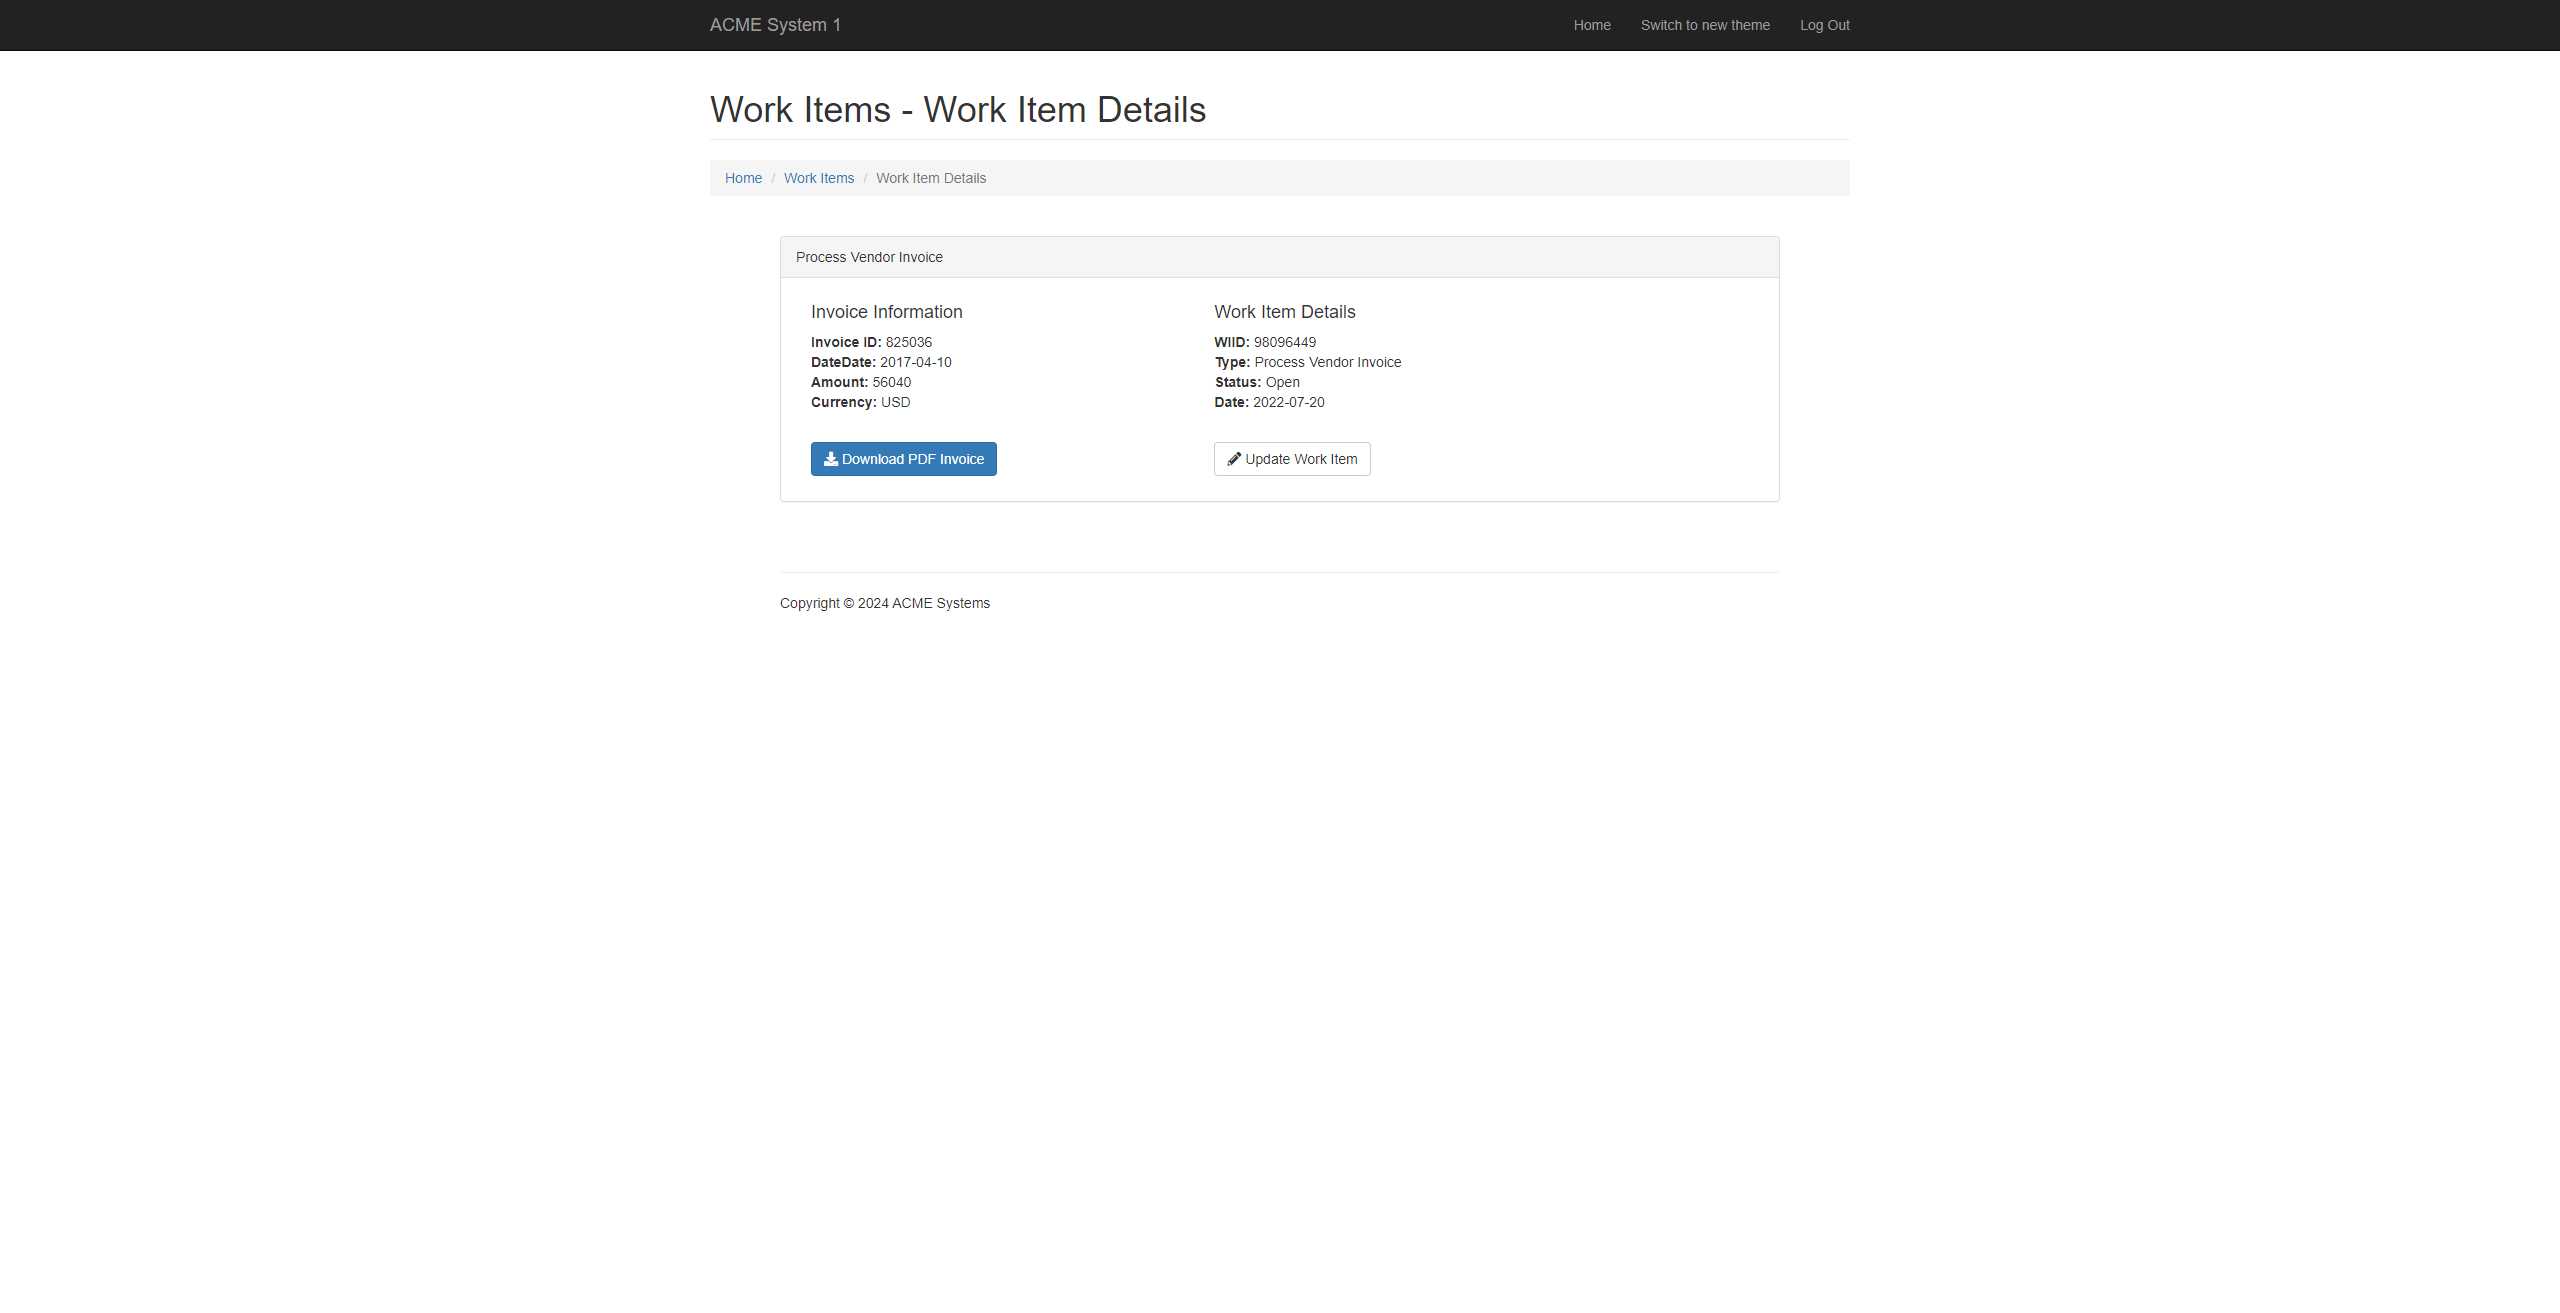 ACME System 1
Home Switch to new theme Log Out
Work Items - Work Item Details
Home / Work Items / Work Item Details
Process Vendor Invoice
Invoice Information
Invoice ID: 825036
DateDate: 2017-04-10
Amount: 56040
Currency: USD
Download PDF Invoice
Work Item Details
WIID: 98096449
Type: Process Vendor Invoice
Status: Open
Date: 2022-07-20
Update Work Item
Copyright © 2024 ACME Systems